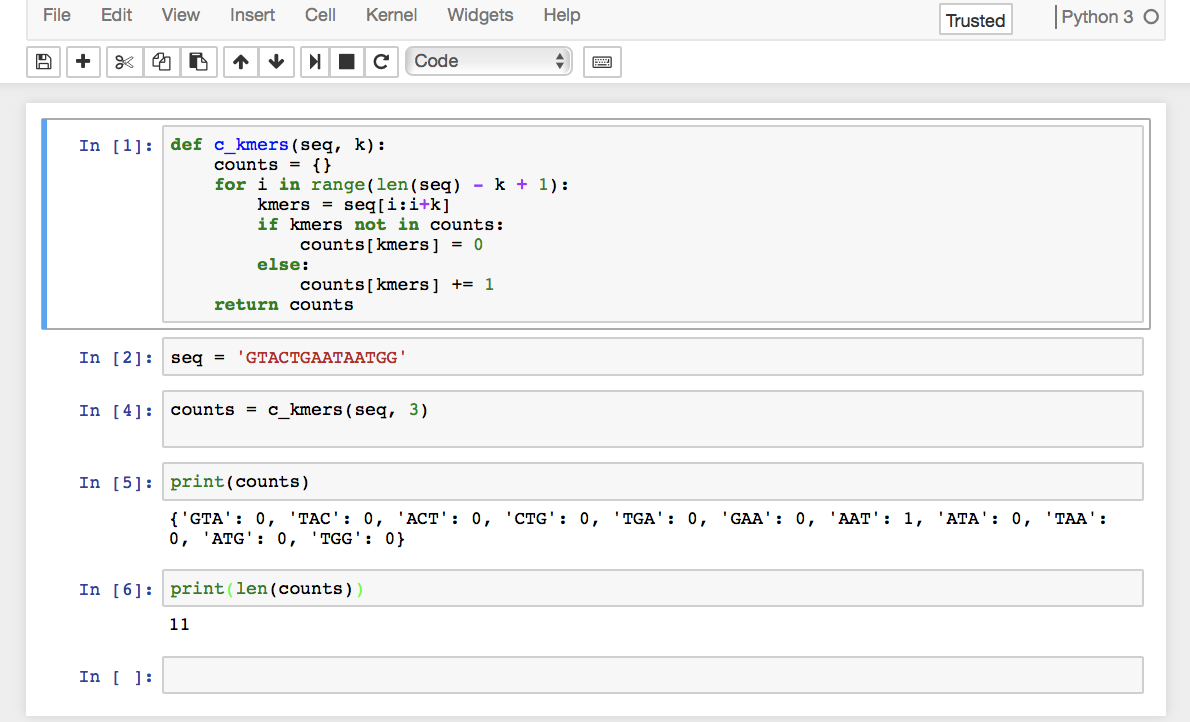 File Edit View Insert Cell Kernel Widgets Help Trusted Python 3
Code
In [1]: def c_kmers(seq, k):
    counts = {}
    for i in range(len(seq) - k + 1):
        kmers = seq[i:i+k]
        if kmers not in counts:
            counts[kmers] = 0
        else:
            counts[kmers] += 1
    return counts
In [2]: seq = 'GTACTGAATAATGG'
In [4]: counts = c_kmers(seq, 3)
In [5]: print(counts)
{'GTA': 0, 'TAC': 0, 'ACT': 0, 'CTG': 0, 'TGA': 0, 'GAA': 0, 'AAT': 1, 'ATA': 0, 'TAA':
0, 'ATG': 0, 'TGG': 0}
In [6]: print(len(counts))
11
In [ ]: